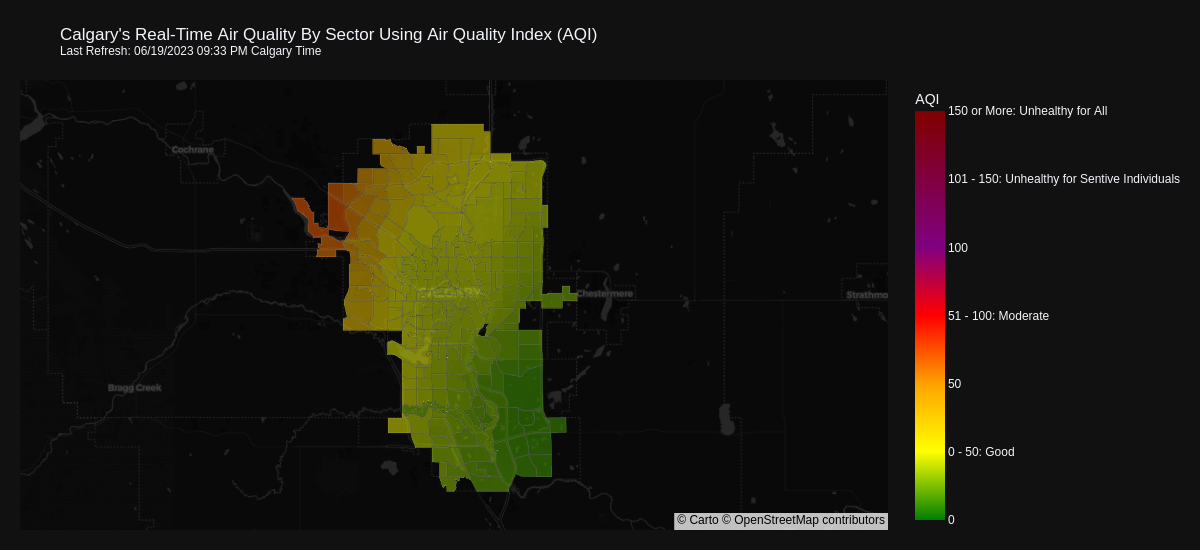 Calgary's Real-Time Air Quality By Sector Using Air Quality Index (AQI)
Last Refresh: 06/19/2023 09:33 PM Calgary Time
AQI
150 or More: Unhealthy for All
Cochrane
101 - 150: Unhealthy for Sentive Individuals
100
CALGARY
Chestermere
Strathmo
51 - 100: Moderate
50
Bragg Creek
0 - 50: Good
0
© Carto © OpenStreetMap contributors